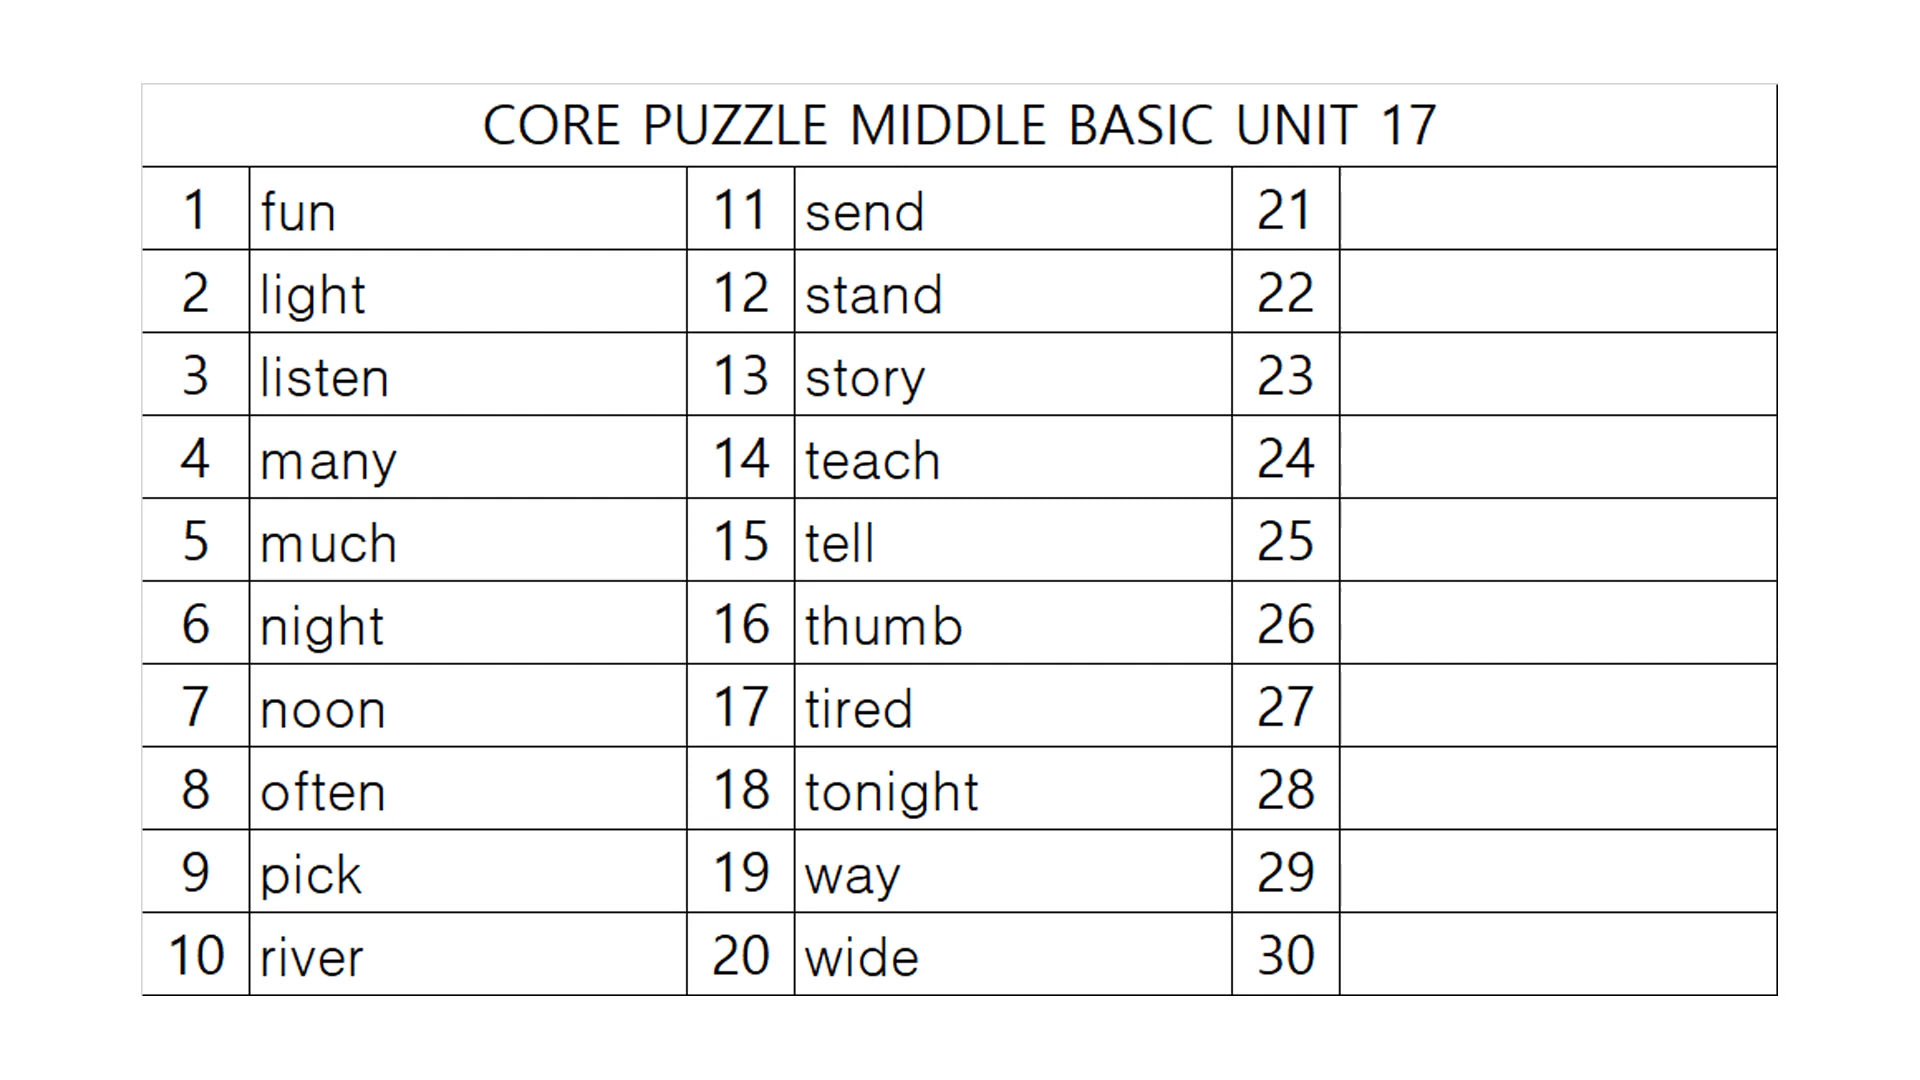 CORE PUZZLE MIDDLE BASIC UNIT 17
1 fun 11 send 21
2 light 12 stand 22
3 listen 13 story 23
4 many 14 teach 24
5 much 15 tell 25
6 night 16 thumb 26
7 noon 17 tired 27
8 often 18 tonight 28
9 pick 19 way 29
10 river 20 wide 30